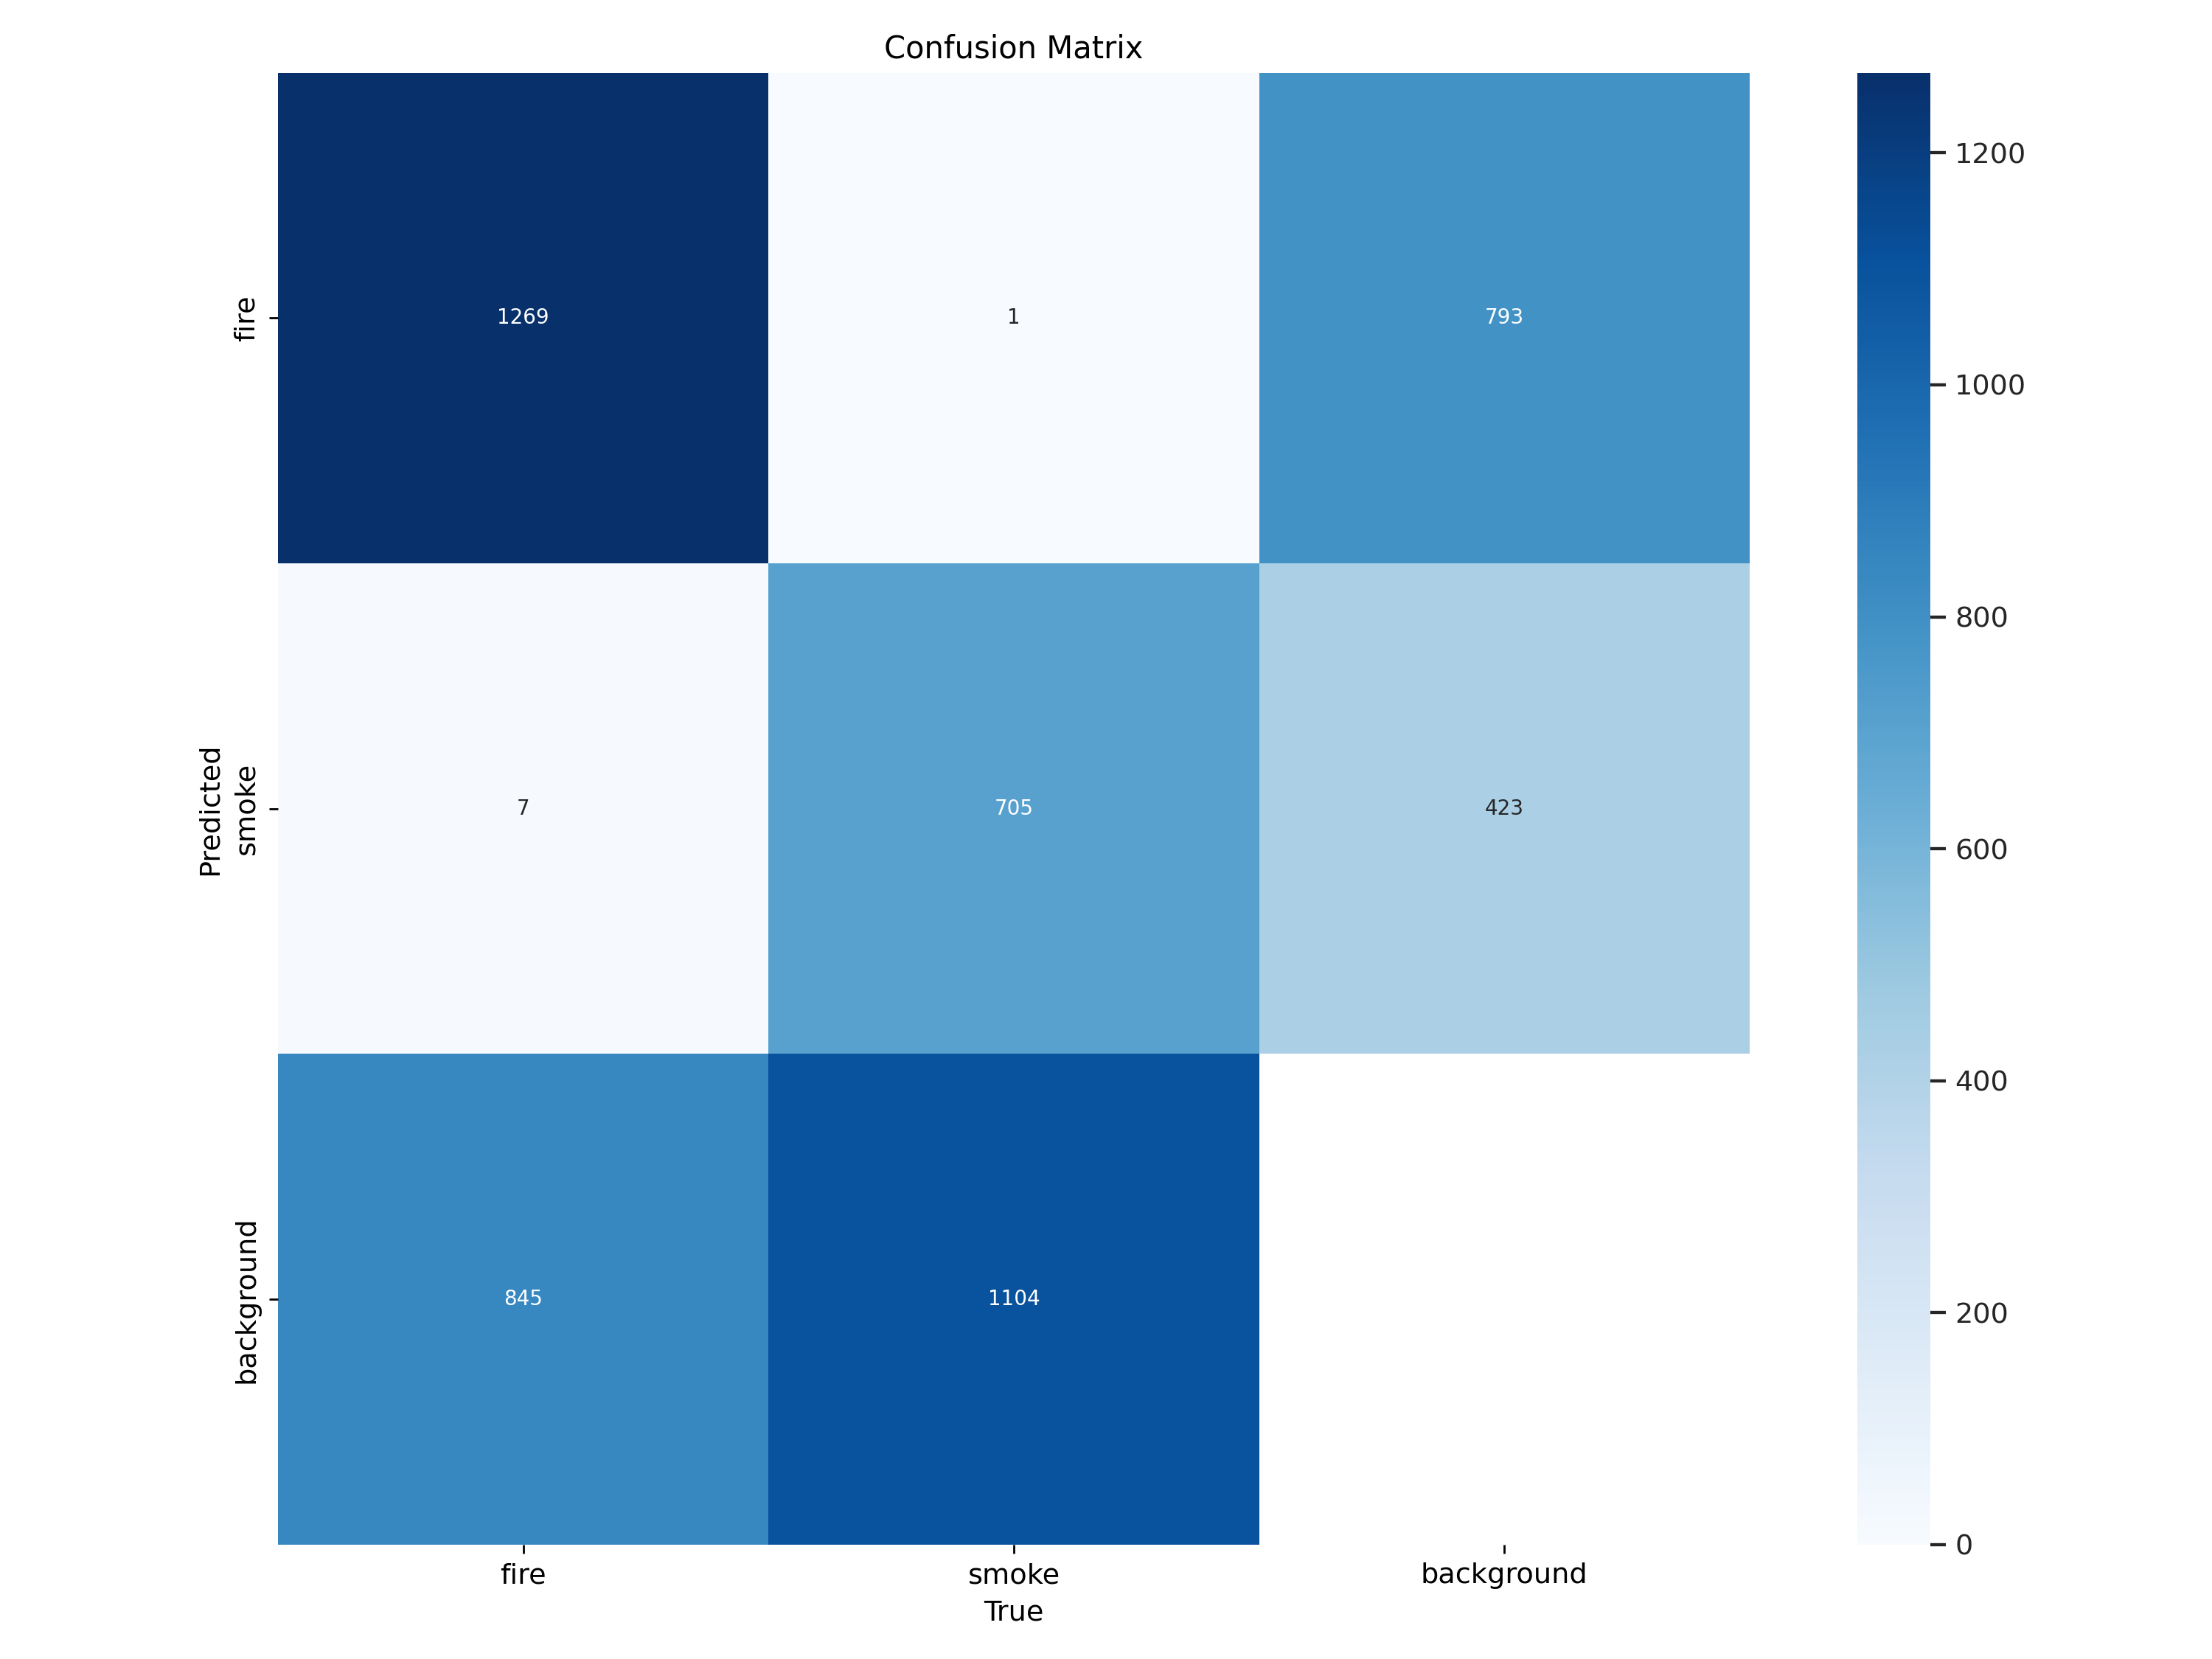 Confusion Matrix
fire
1269
1
793
Predicted
smoke
7
705
423
background
845
1104
fire
smoke
background
True
1200
1000
800
600
400
200
0